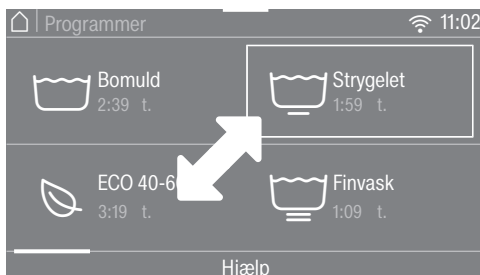 Programmer
11:02
Bomuld
2:39 t.
Strygelet
1:59 t.
ECO 40-6
3:19 t.
Finvask
1:09 t.
Hjælp